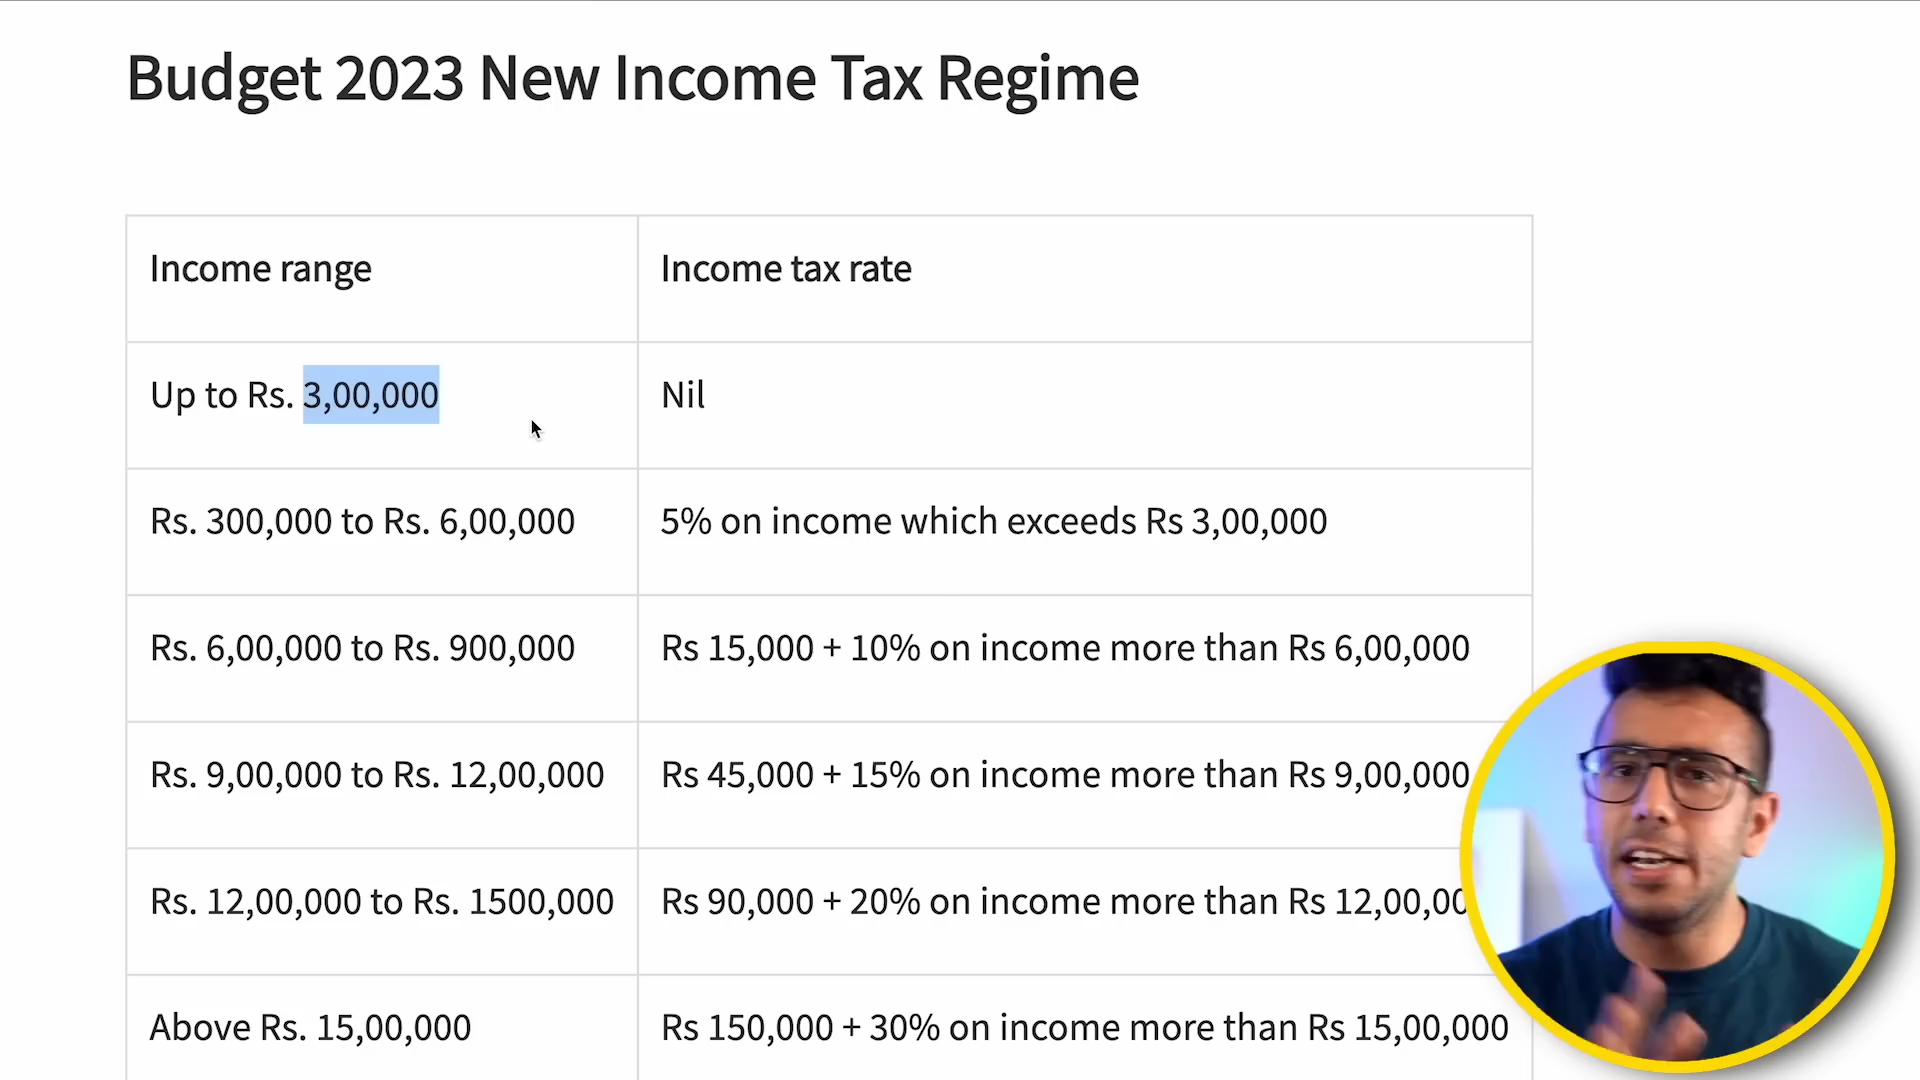 Budget 2023 New Income Tax Regime
Income range
Income tax rate
Up to Rs. 3,00,000
Nil
Rs. 300,000 to Rs. 6,00,000
5% on income which exceeds Rs 3,00,000
Rs. 6,00,000 to Rs. 900,000
Rs 15,000 + 10% on income more than Rs 6,00,000
Rs. 9,00,000 to Rs. 12,00,000
Rs 45,000 + 15% on income more than Rs 9,00,000
Rs. 12,00,000 to Rs. 1500,000
Rs 90,000 + 20% on income more than Rs 12,00,00
Above Rs. 15,00,000
Rs 150,000 + 30% on income more than Rs 15,00,000